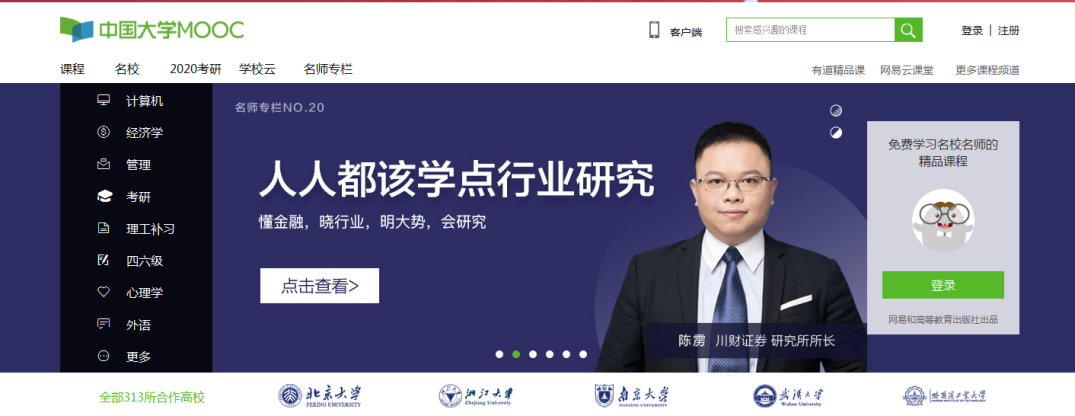 中国大学MOOC
客户端
搜索感兴趣的课程
登录 | 注册
课程 名校 2020考研 学校云 名师专栏
有道精品课 网易云课堂 更多课程频道
计算机
经济学
管理
考研
理工补习
四六级
心理学
外语
更多
名师专栏NO.20
人人都该学点行业研究
懂金融，晓行业，明大势，会研究
点击查看>
陈雳 川财证券 研究所所长
免费学习名校名师的
精品课程
登录
网易和高等教育出版社出品
全部313所合作高校
北京大学
PEKING UNIVERSITY
浙江大学
Zhejiang University
南京大学
NANJING UNIVERSITY
武汉大学
Wuhan University
哈尔滨工业大学